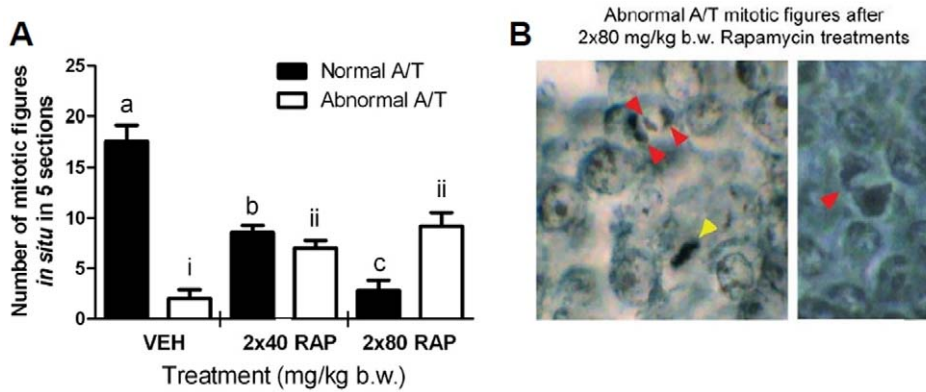 A
Number of mitotic figures
in situ in 5 sections
25
20
15
10
5
0
Normal A/T
Abnormal A/T
a
i
b
ii
c
ii
VEH
2x40 RAP
2x80 RAP
Treatment (mg/kg b.w.)
B
Abnormal A/T mitotic figures after
2x80 mg/kg b.w. Rapamycin treatments